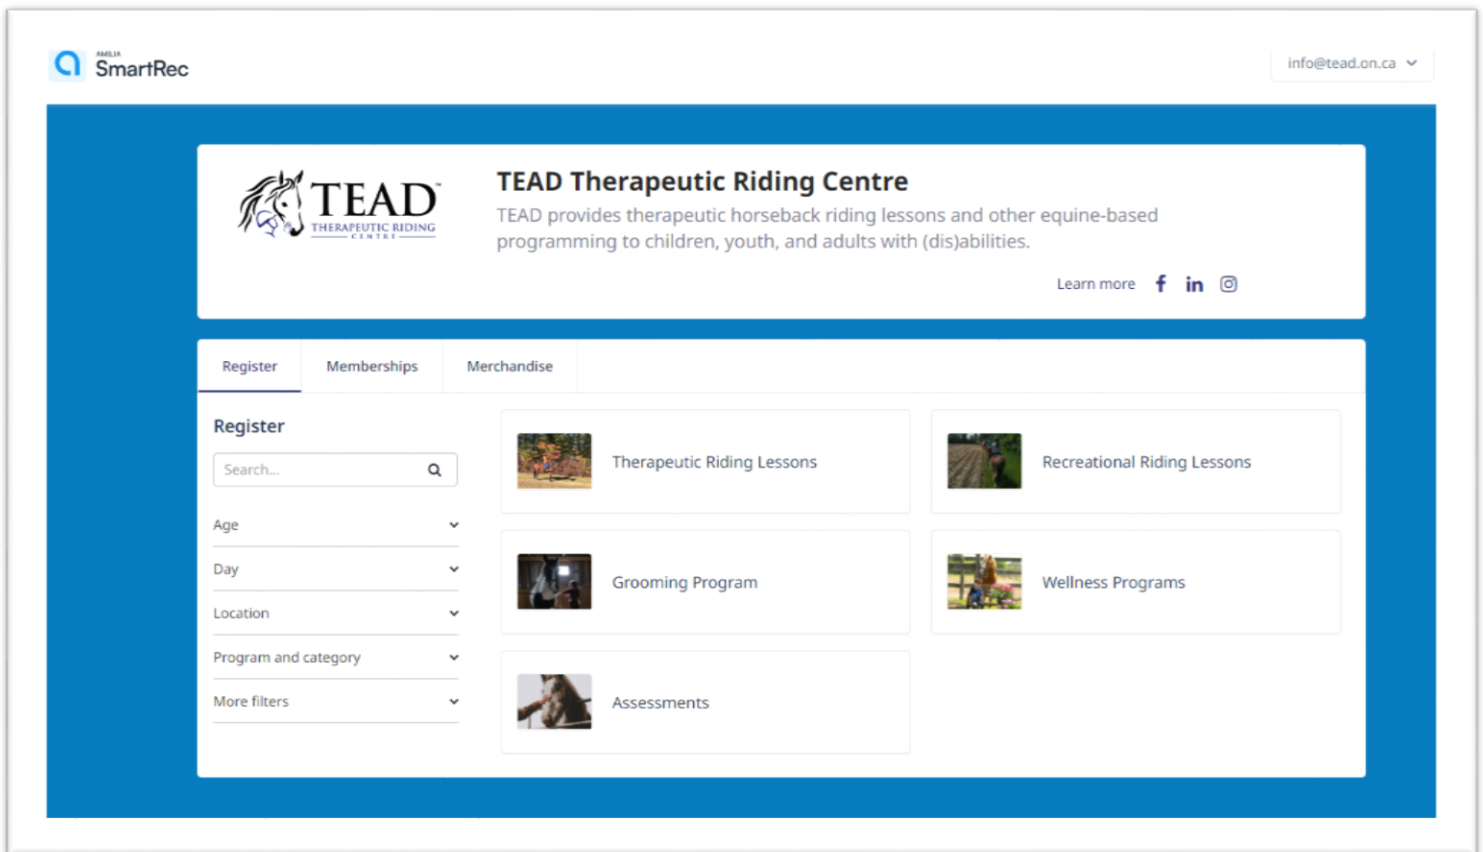 AMILIA
SmartRec
info@tead.on.ca
TEAD™
THERAPEUTIC RIDING
CENTRE
TEAD Therapeutic Riding Centre
TEAD provides therapeutic horseback riding lessons and other equine-based
programming to children, youth, and adults with (dis)abilities.
Learn more
Register
Memberships
Merchandise
Register
Search...
Age
Day
Location
Program and category
More filters
Therapeutic Riding Lessons
Recreational Riding Lessons
Grooming Program
Wellness Programs
Assessments